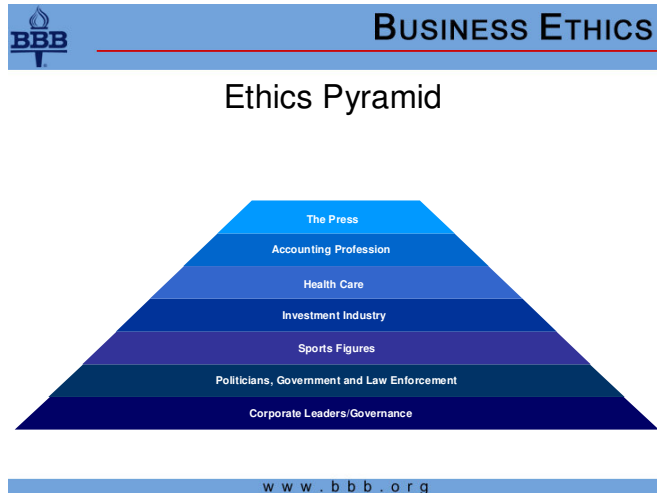 BBB
BUSINESS ETHICS
Ethics Pyramid
The Press
Accounting Profession
Health Care
Investment Industry
Sports Figures
Politicians, Government and Law Enforcement
Corporate Leaders/Governance
www.bbb.org